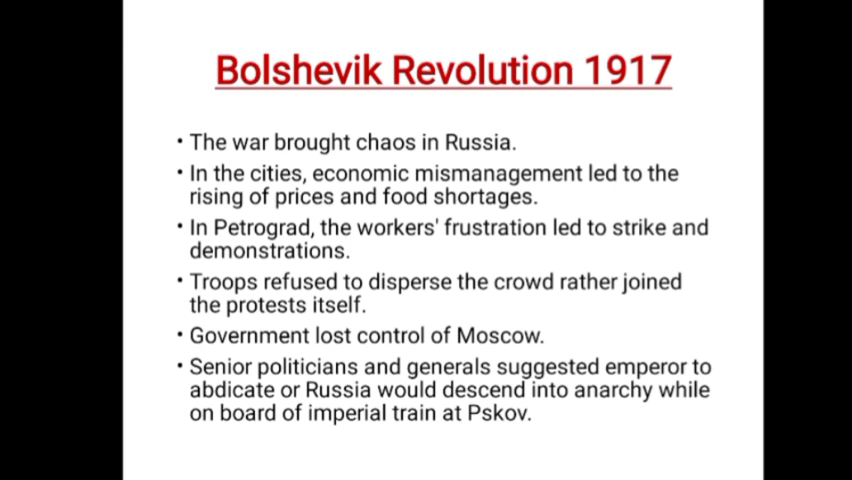 Bolshevik Revolution 1917
• The war brought chaos in Russia.
• In the cities, economic mismanagement led to the
rising of prices and food shortages.
• In Petrograd, the workers' frustration led to strike and
demonstrations.
• Troops refused to disperse the crowd rather joined
the protests itself.
• Government lost control of Moscow.
• Senior politicians and generals suggested emperor to
abdicate or Russia would descend into anarchy while
on board of imperial train at Pskov.